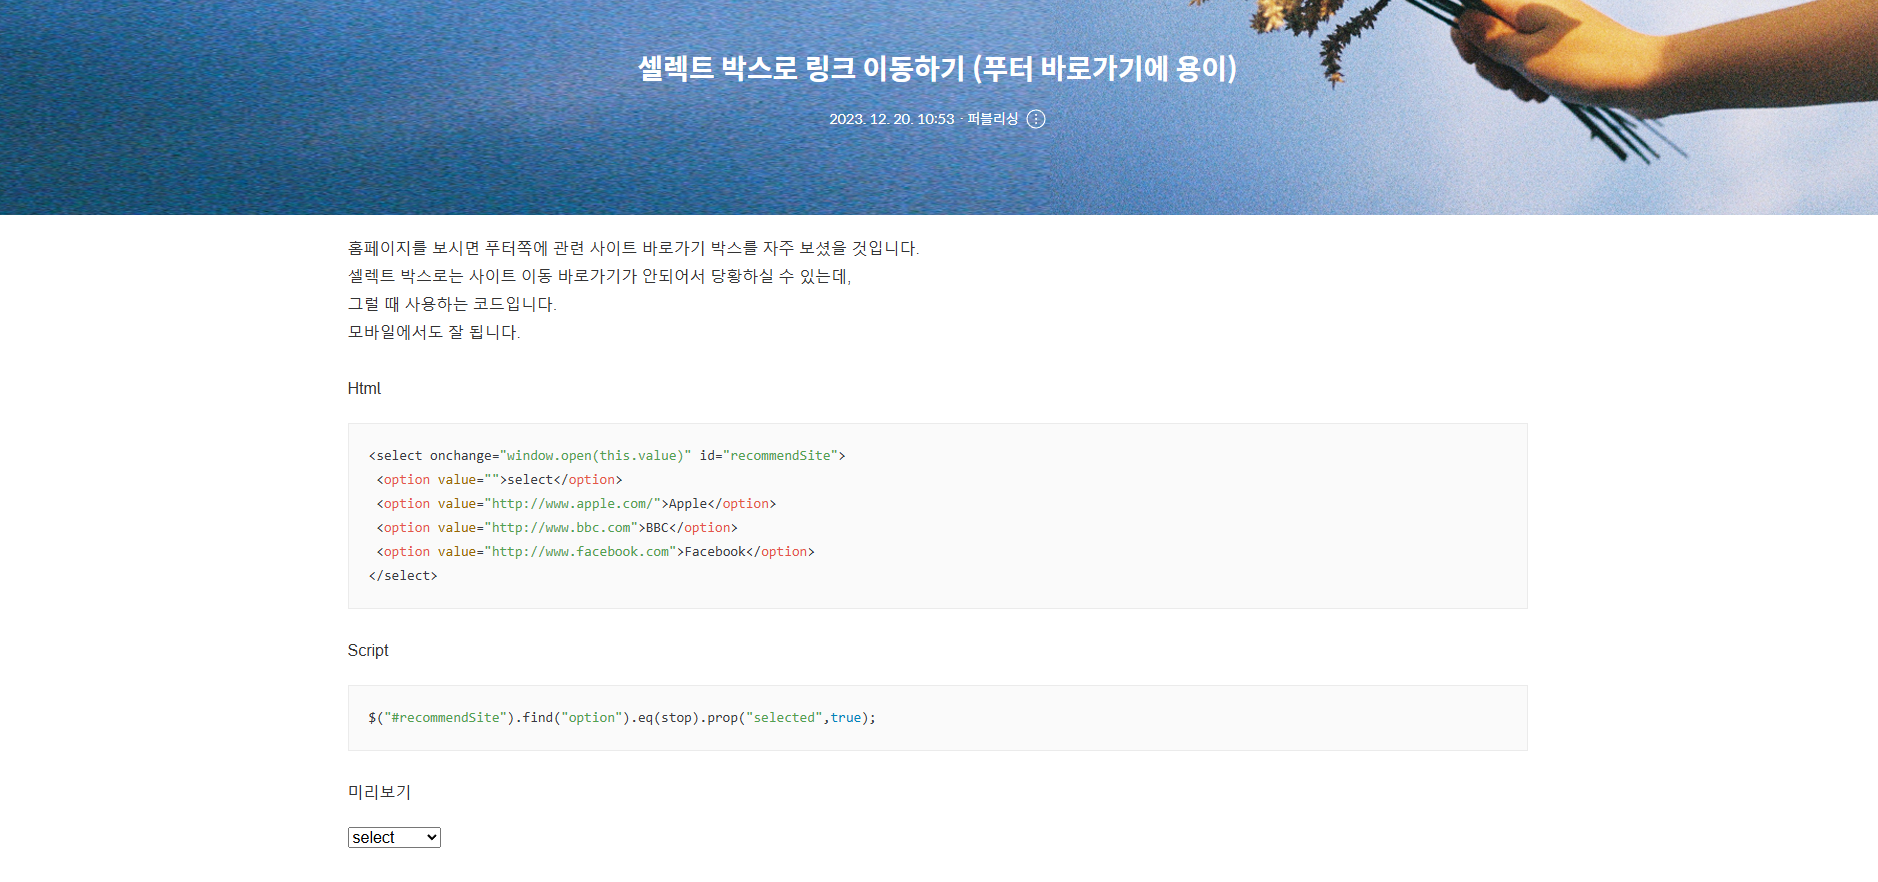 셀렉트 박스로 링크 이동하기 (푸터 바로가기에 용이)
2023. 12. 20. 10:53 · 퍼블리싱
홈페이지를 보시면 푸터쪽에 관련 사이트 바로가기 박스를 자주 보셨을 것입니다.
셀렉트 박스로는 사이트 이동 바로가기가 안되어서 당황하실 수 있는데,
그럴 때 사용하는 코드입니다.
모바일에서도 잘 됩니다.
Html
<select onchange="window.open(this.value)" id="recommendSite">
 <option value="">select</option>
 <option value="http://www.apple.com/">Apple</option>
 <option value="http://www.bbc.com">BBC</option>
 <option value="http://www.facebook.com">Facebook</option>
</select>
Script
$("#recommendSite").find("option").eq(stop).prop("selected",true);
미리보기
select